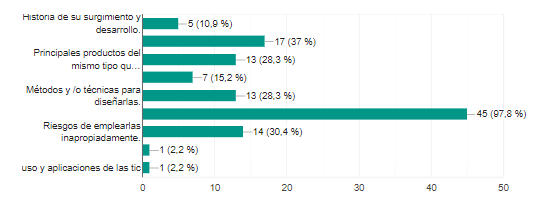 Historia de su surgimiento y
desarrollo.
5 (10,9 %)
17 (37 %)
Principales productos del
mismo tipo qu…
13 (28,3 %)
7 (15,2 %)
Métodos y /o técnicas para
diseñarlas.
13 (28,3 %)
45 (97,8 %)
Riesgos de emplearlas
inapropiadamente.
14 (30,4 %)
1 (2,2 %)
uso y aplicaciones de las tic
1 (2,2 %)
0 10 20 30 40 50